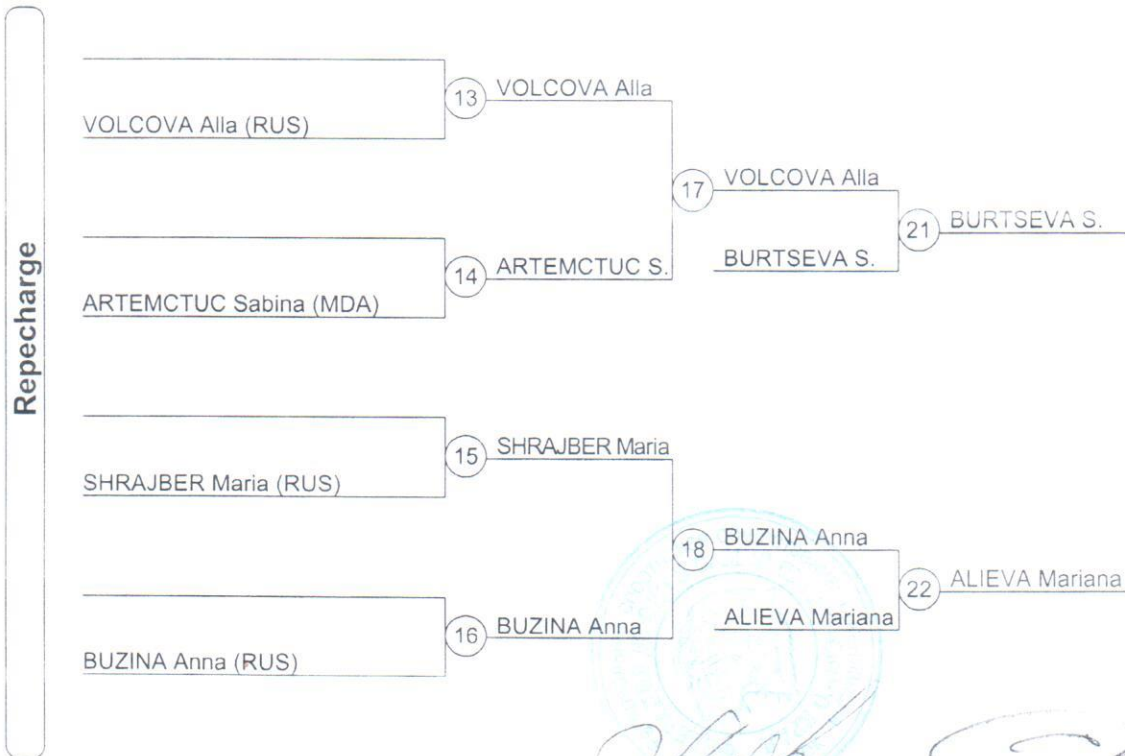 Repecharge
13 VOLCOVA Alla
VOLCOVA Alla (RUS)
17 VOLCOVA Alla
21 BURTSEVA S.
BURTSEVA S.
14 ARTEMCTUC S.
ARTEMCTUC Sabina (MDA)
15 SHRAJBER Maria
SHRAJBER Maria (RUS)
18 BUZINA Anna
22 ALIEVA Mariana
ALIEVA Mariana
16 BUZINA Anna
BUZINA Anna (RUS)